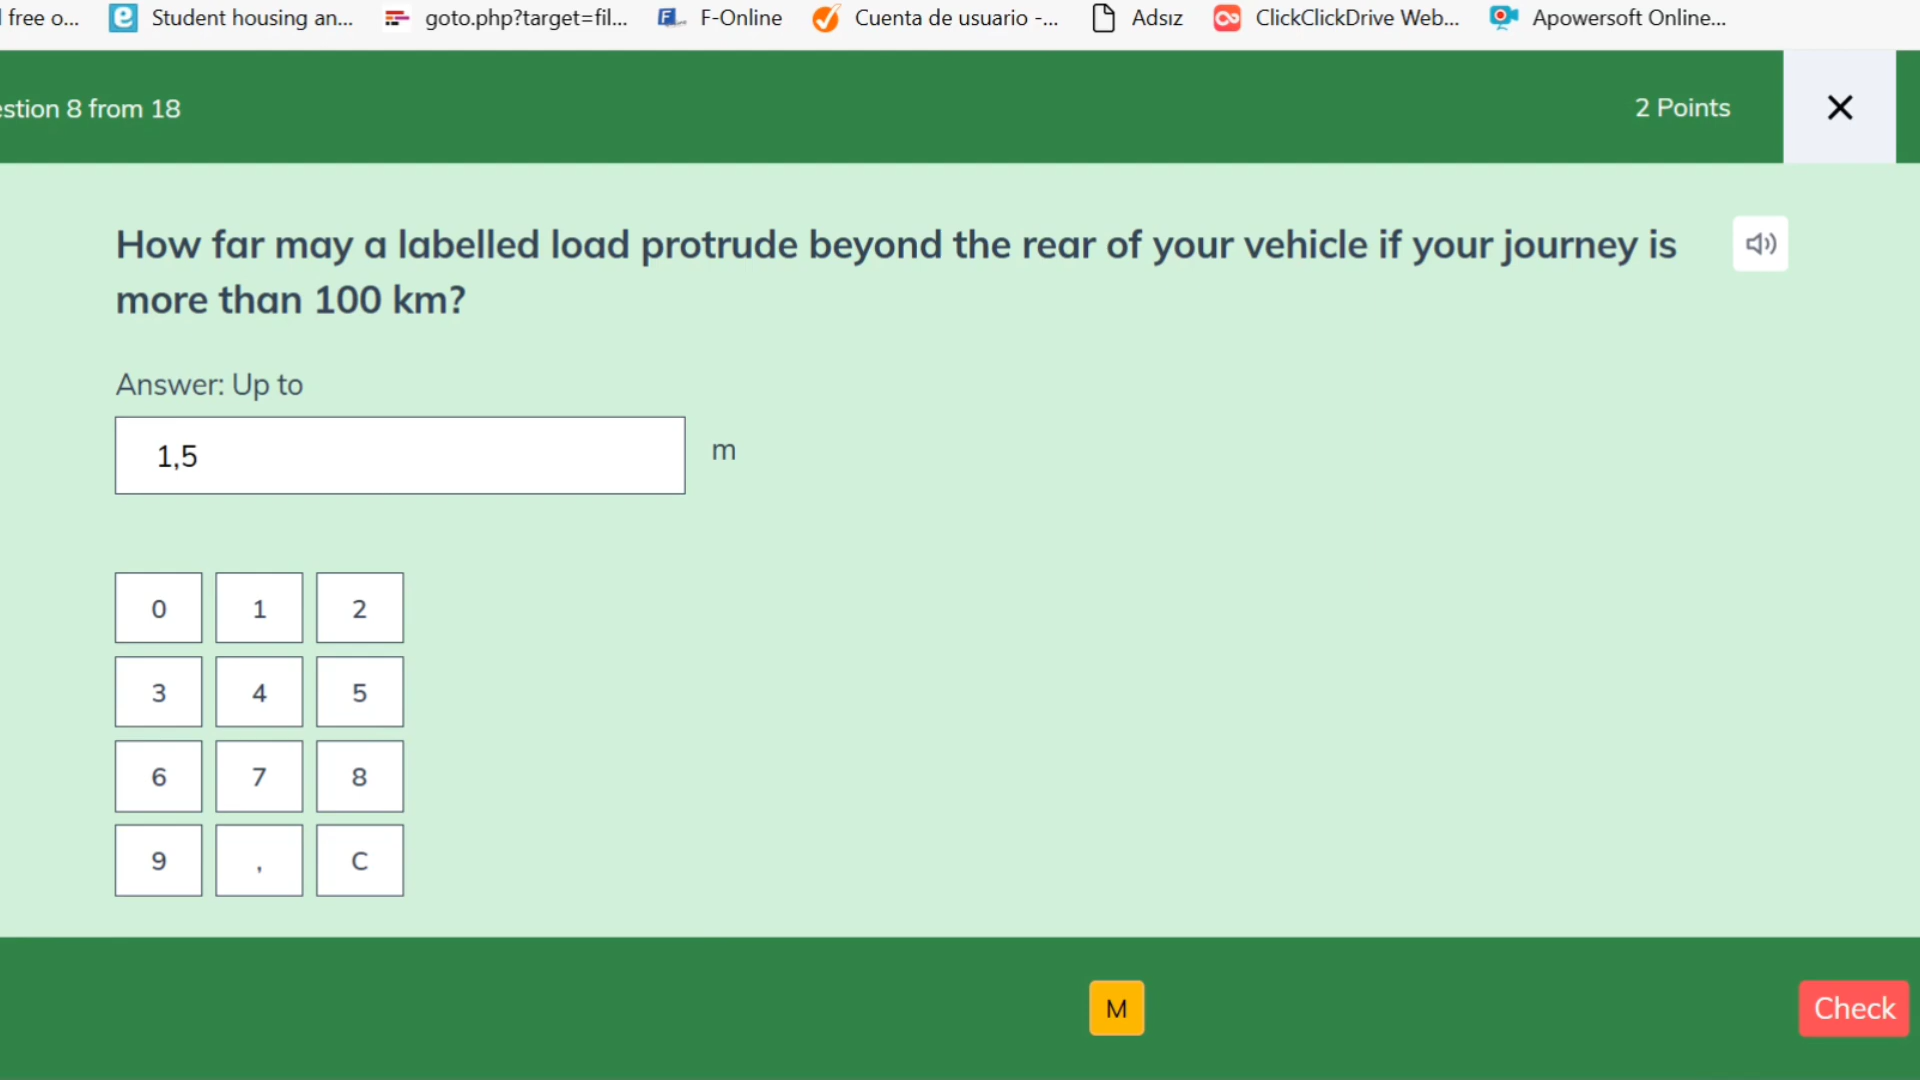 free o...
Student housing an...
goto.php?target=fil...
F-Online
Cuenta de usuario -...
Adsız
ClickClickDrive Web...
Apowersoft Online...
stion 8 from 18
2 Points
How far may a labelled load protrude beyond the rear of your vehicle if your journey is
more than 100 km?
Answer: Up to
1,5
m
0 1 2
3 4 5
6 7 8
9 , C
M
Check